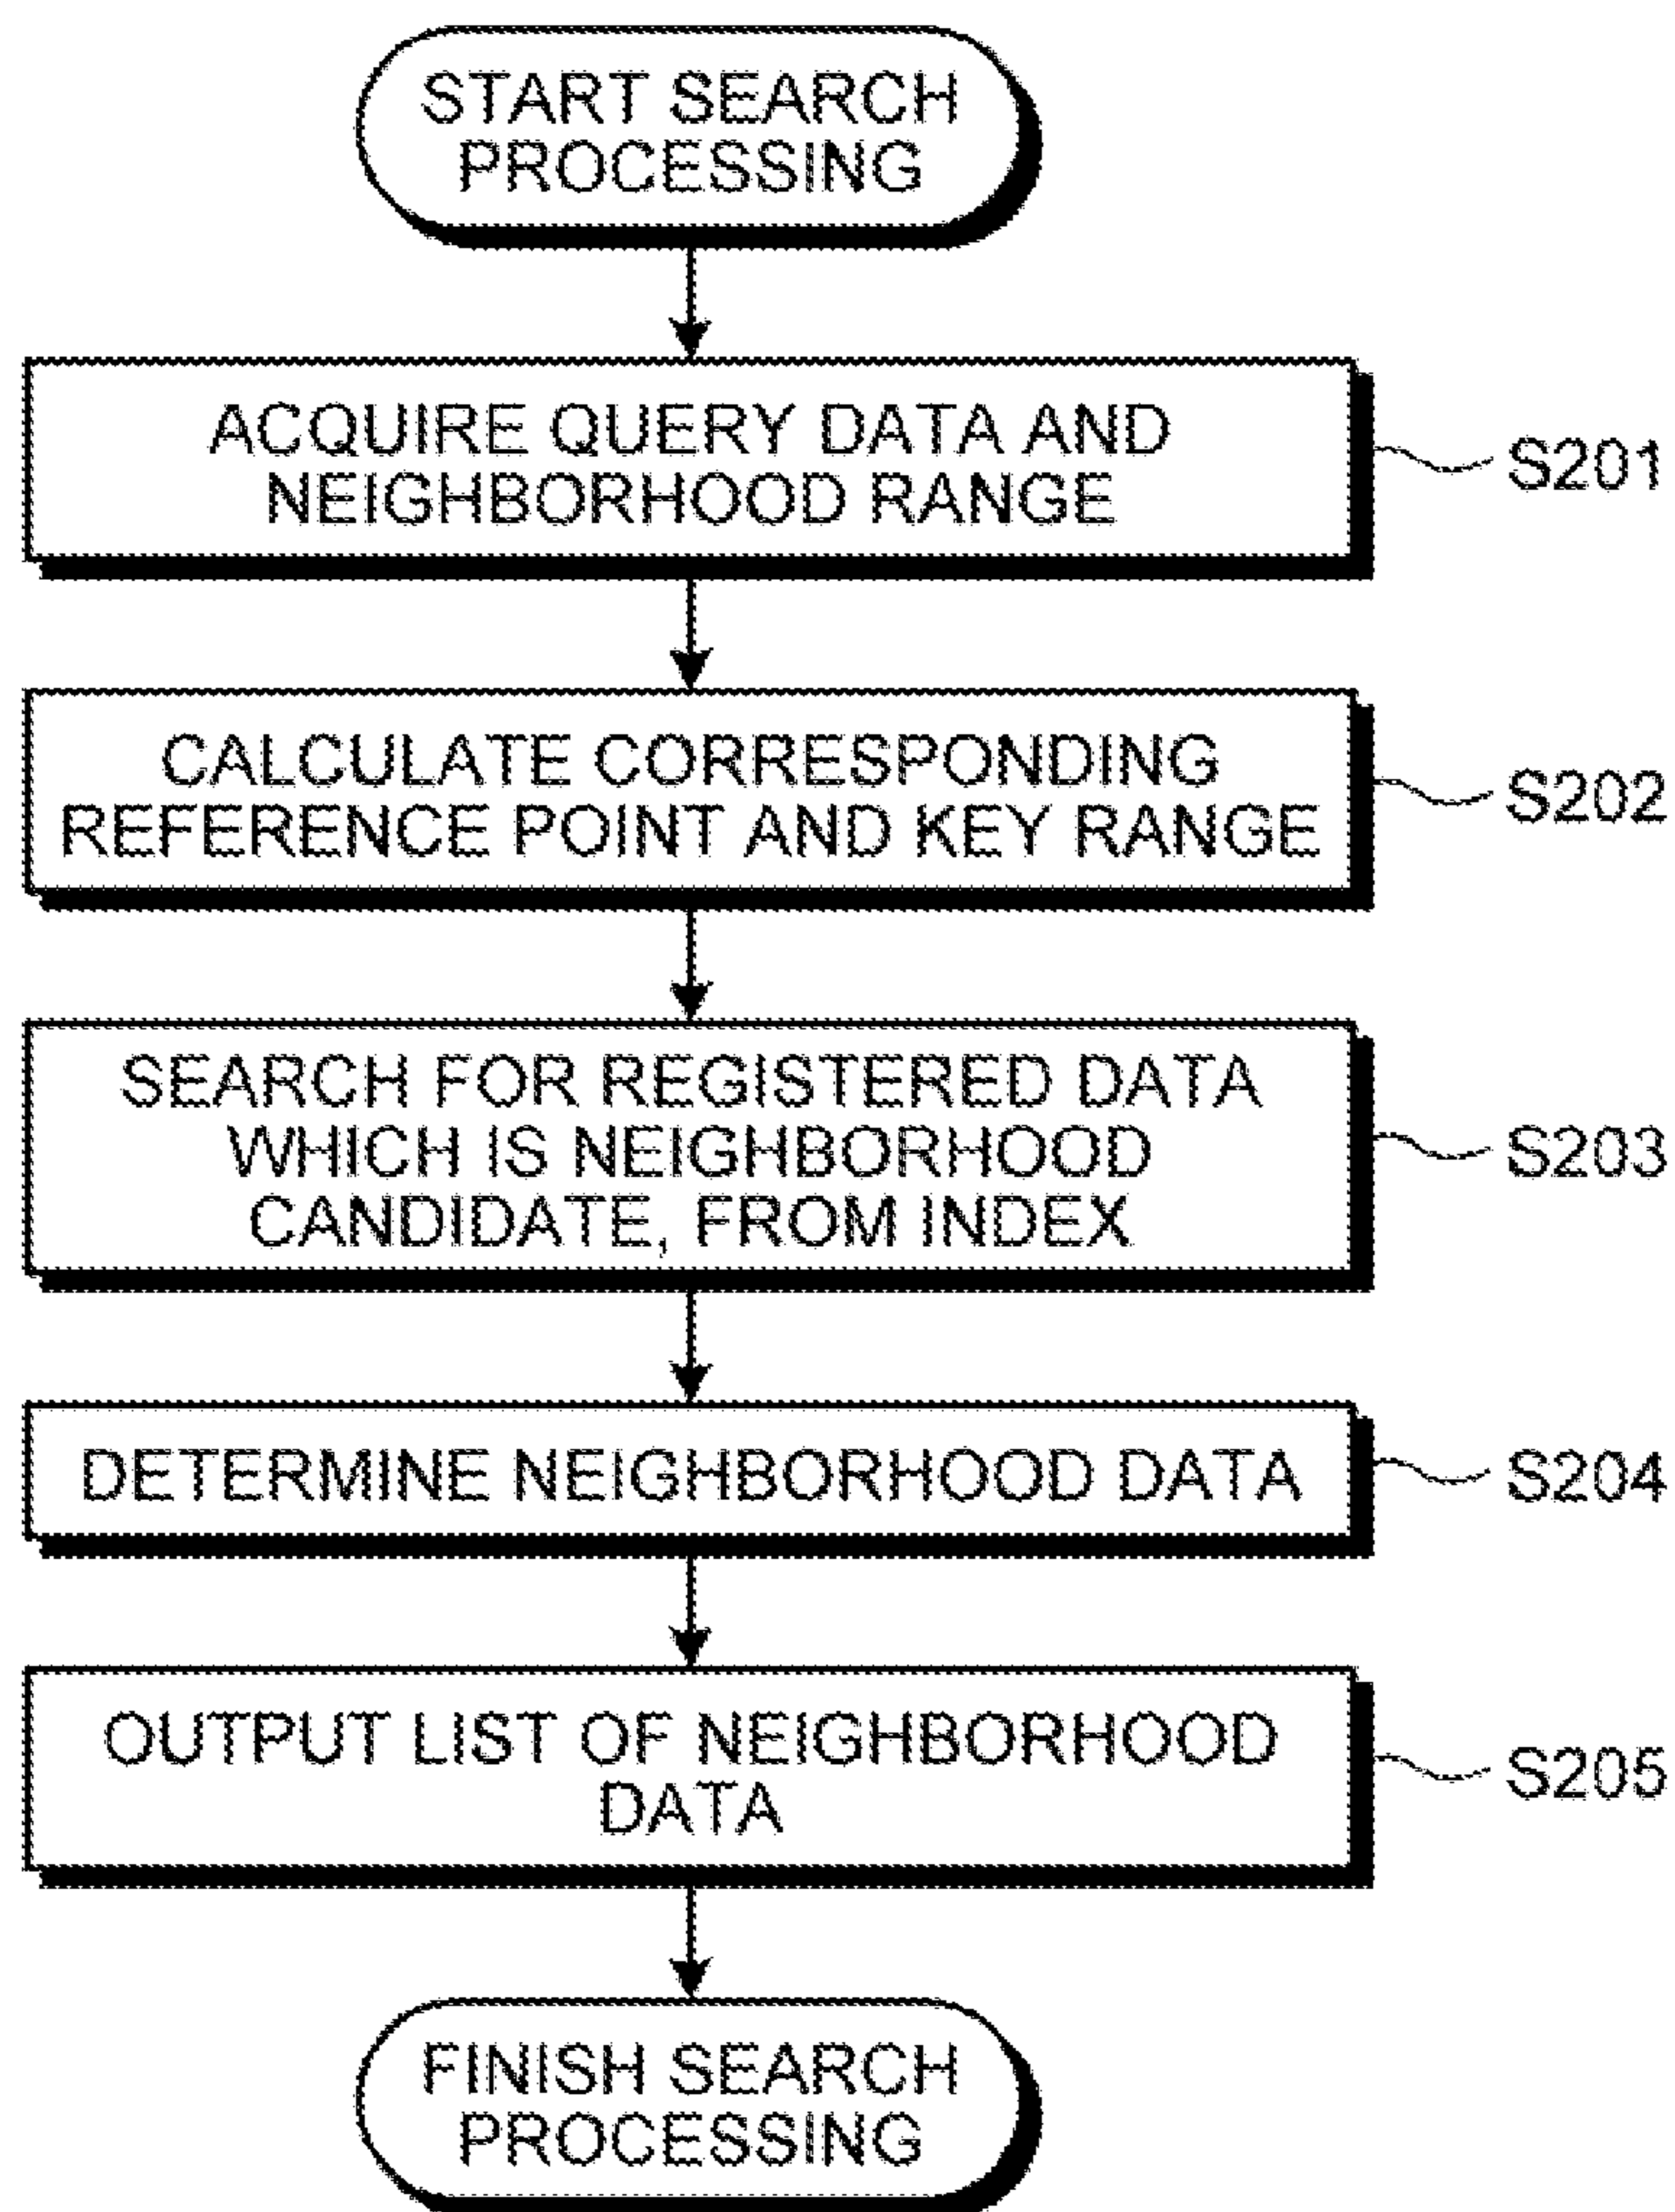 START SEARCH
PROCESSING
ACQUIRE QUERY DATA AND
NEIGHBORHOOD RANGE
S201
CALCULATE CORRESPONDING
REFERENCE POINT AND KEY RANGE
S202
SEARCH FOR REGISTERED DATA
WHICH IS NEIGHBORHOOD
CANDIDATE, FROM INDEX
S203
DETERMINE NEIGHBORHOOD DATA
S204
OUTPUT LIST OF NEIGHBORHOOD
DATA
S205
FINISH SEARCH
PROCESSING